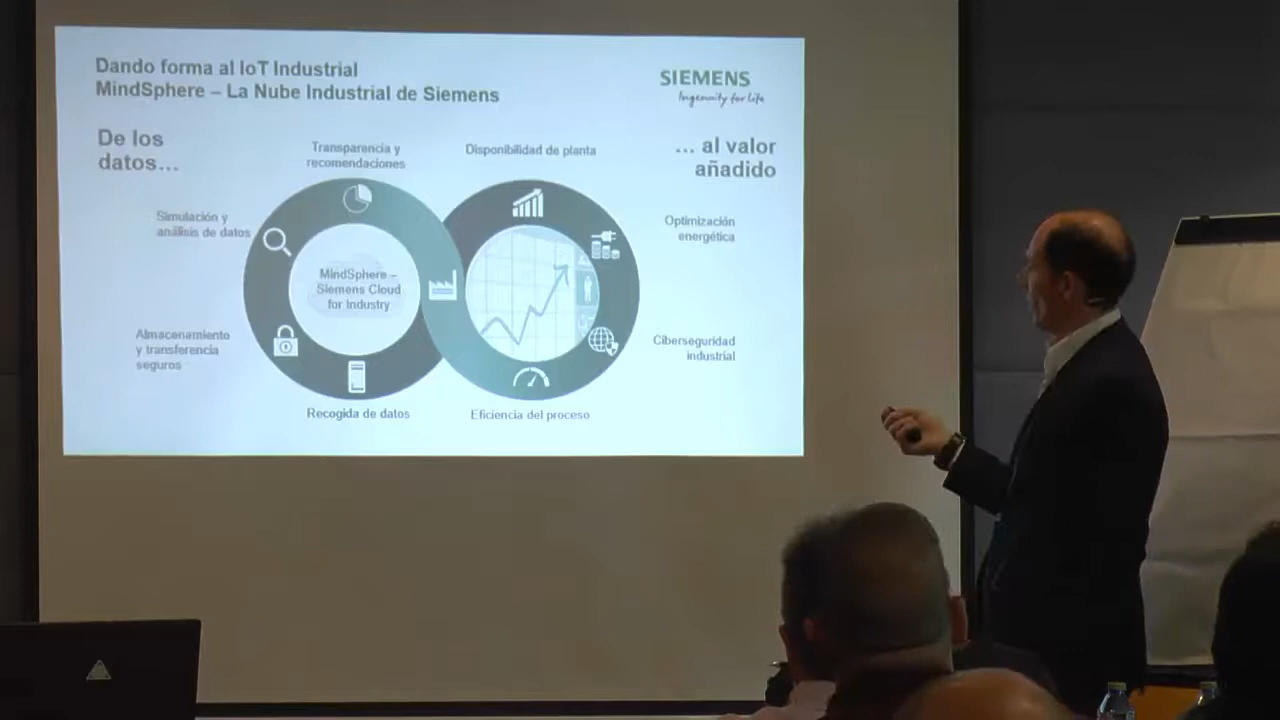 Dando forma al IoT Industrial
MindSphere – La Nube Industrial de Siemens
SIEMENS
Ingenuity for life
De los
datos...
... al valor
añadido
Transparencia y
recomendaciones
Disponibilidad de planta
Simulación y
análisis de datos
Optimización
energética
MindSphere –
Siemens Cloud
for Industry
Almacenamiento
y transferencia
seguros
Ciberseguridad
industrial
Recogida de datos
Eficiencia del proceso